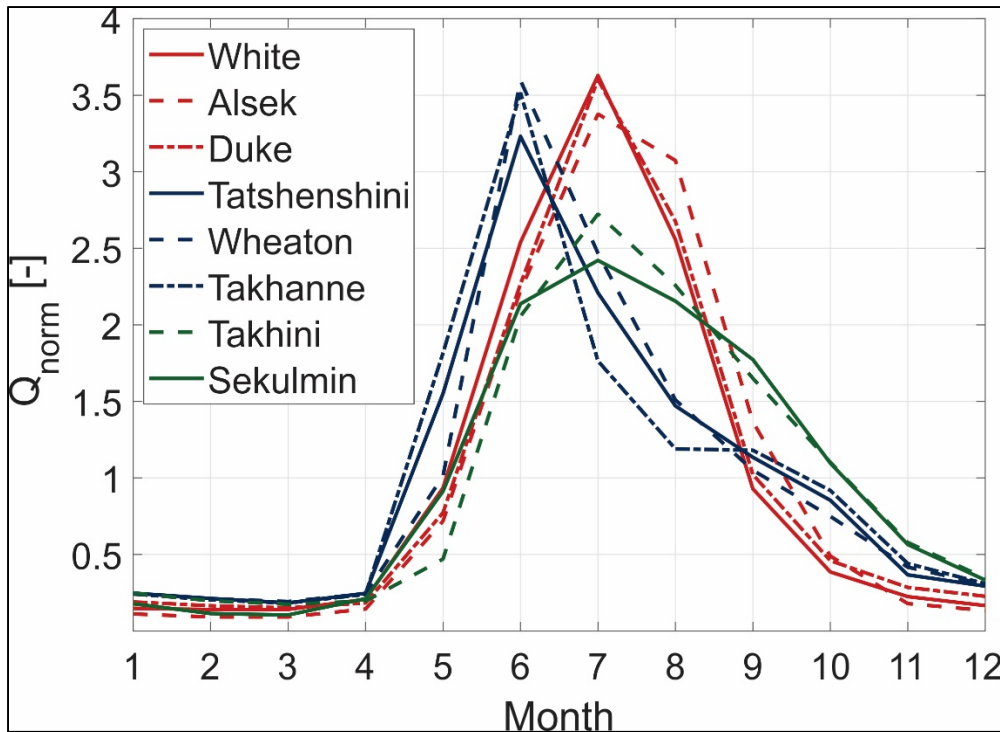 4
3.5
3
2.5
2
1.5
1
0.5
Q_norm [-]
White
Alsek
Duke
Tatshenshini
Wheaton
Takhanne
Takhini
Sekulmin
1 2 3 4 5 6 7 8 9 10 11 12
Month